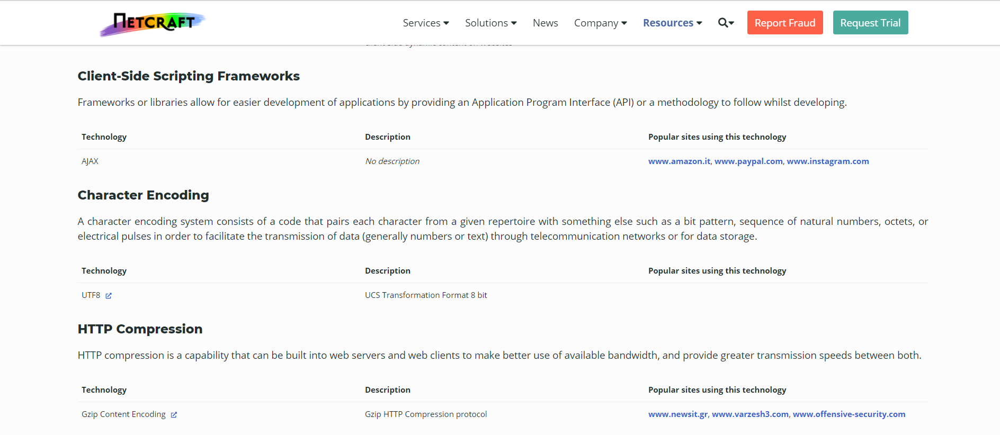 NETCRAFT
Services Solutions News Company Resources Report Fraud Request Trial
client-side dynamic content on websites
Client-Side Scripting Frameworks
Frameworks or libraries allow for easier development of applications by providing an Application Program Interface (API) or a methodology to follow whilst developing.
Technology Description Popular sites using this technology
AJAX No description www.amazon.it, www.paypal.com, www.instagram.com
Character Encoding
A character encoding system consists of a code that pairs each character from a given repertoire with something else such as a bit pattern, sequence of natural numbers, octets, or
electrical pulses in order to facilitate the transmission of data (generally numbers or text) through telecommunication networks or for data storage.
Technology Description Popular sites using this technology
UTF8 UCS Transformation Format 8 bit
HTTP Compression
HTTP compression is a capability that can be built into web servers and web clients to make better use of available bandwidth, and provide greater transmission speeds between both.
Technology Description Popular sites using this technology
Gzip Content Encoding Gzip HTTP Compression protocol www.newsit.gr, www.varzesh3.com, www.offensive-security.com